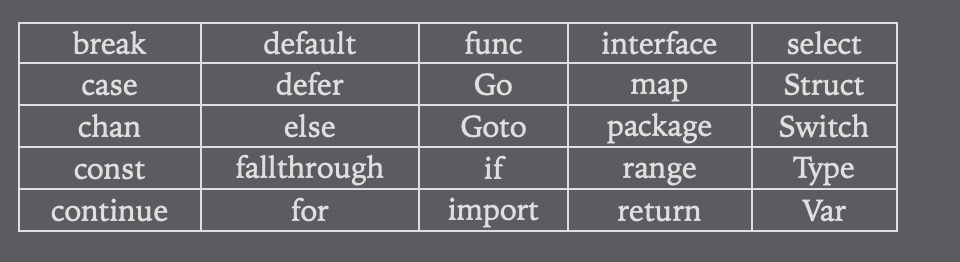 break default func interface select
case defer Go map Struct
chan else Goto package Switch
const fallthrough if range Type
continue for import return Var